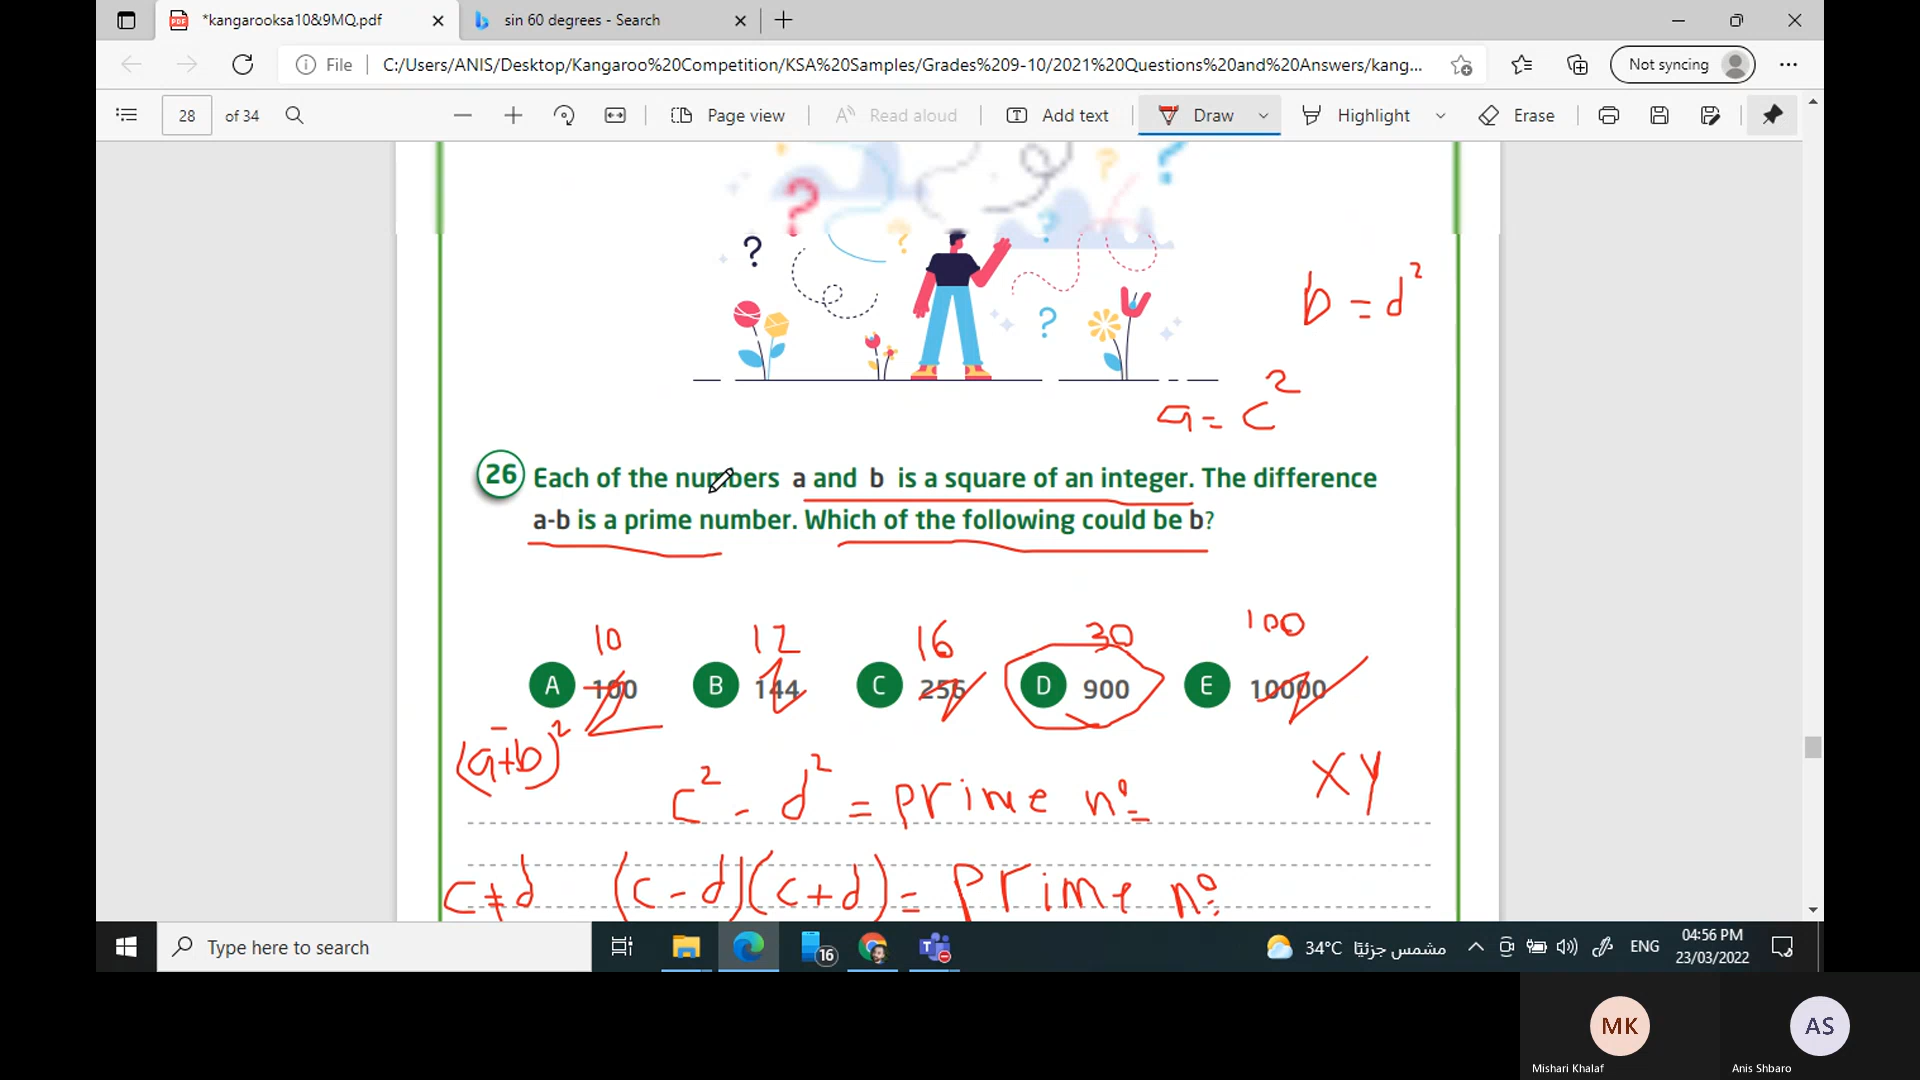 *kangarooksa10&9MQ.pdf
sin 60 degrees - Search
File
C:/Users/ANIS/Desktop/Kangaroo%20Competition/KSA%20Samples/Grades%209-10/2021%20Questions%20and%20Answers/kang...
Not syncing
28 of 34
Page view
Read aloud
Add text
Draw
Highlight
Erase
? ? ? ?
? ? ? ?
b = d²
a = c²
26 Each of the numbers a and b is a square of an integer. The difference
a-b is a prime number. Which of the following could be b?
10 12 16 30 100
A 100 B 144 C 256 D 900 E 10000
XY
c² - d² = prime nº
c ≠ d (c - d)(c + d) = prime nº
Type here to search
16
34°C مشمس جزئيًا
ENG
04:56 PM
23/03/2022
MK
AS
Mishari Khalaf
Anis Shbaro